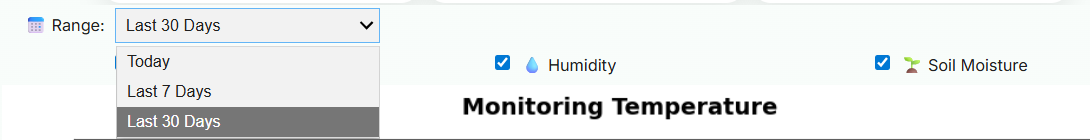 Range: Last 30 Days
Today
Humidity
Soil Moisture
Last 7 Days
Last 30 Days
Monitoring Temperature